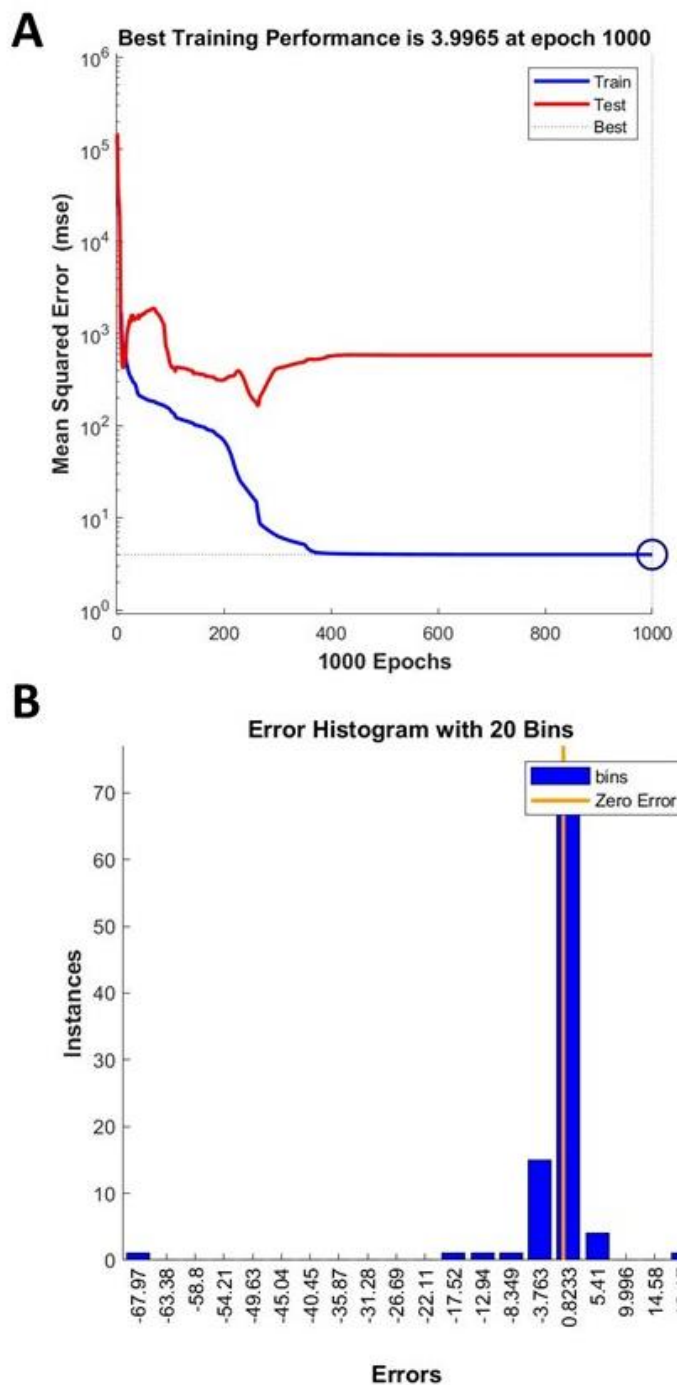 A
Best Training Performance is 3.9965 at epoch 1000
Mean Squared Error (mse)
10^6
10^5
10^4
10^3
10^2
10^1
10^0
Train
Test
Best
0 200 400 600 800 1000
1000 Epochs
B
Error Histogram with 20 Bins
Instances
70
60
50
40
30
20
10
0
bins
Zero Error
-67.97
-63.38
-58.8
-54.21
-49.63
-45.04
-40.45
-35.87
-31.28
-26.69
-22.11
-17.52
-12.94
-8.349
-3.763
0.8233
5.41
9.996
14.58
Errors